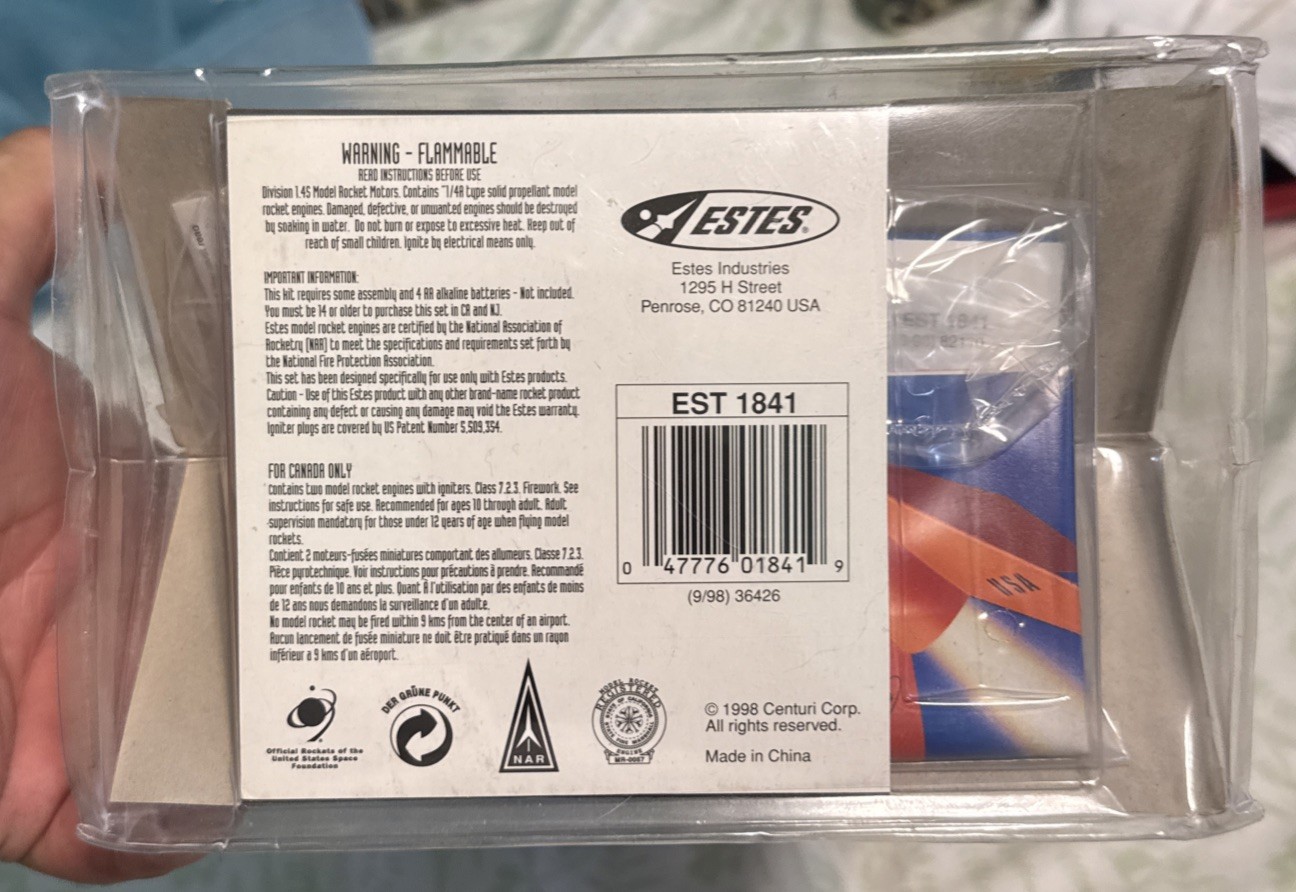 WARNING - FLAMMABLE
READ INSTRUCTIONS BEFORE USE
Division 1.4S Model Rocket Motors. Contains "1/4A type solid propellant model
rocket engines. Damaged, defective, or unwanted engines should be destroyed
by soaking in water. Do not burn or expose to excessive heat. Keep out of
reach of small children. Ignite by electrical means only.
IMPORTANT INFORMATION:
This kit requires some assembly and 4 AA alkaline batteries - Not included.
You must be 14 or older to purchase this set in CA and NJ.
Estes model rocket engines are certified by the National Association of
Rocketry (NAR) to meet the specifications and requirements set forth by
the National Fire Protection Association.
This set has been designed specifically for use only with Estes products.
Caution - Use of this Estes product with any other brand-name rocket product
containing any defect or causing any damage may void the Estes warranty.
Igniter plugs are covered by US Patent Number 5,509,354.
FOR CANADA ONLY
contains two model rocket engines with igniters. Class 7.2.3. Firework. See
instructions for safe use. Recommended for ages 10 through adult. Adult
supervision mandatory for those under 12 years of age when flying model
rockets.
Contient 2 moteurs-fusées miniatures comportant des allumeurs. Classe 7.2.3.
Pièce pyrotechnique. Voir instructions pour précautions à prendre. Recommandé
pour enfants de 10 ans et plus. Quant À l'utilisation par des enfants de moins
de 12 ans nous demandons la surveillance d'un adulte.
No model rocket may be fired within 9 kms from the center of an airport.
Aucun lancement de fusée miniature ne doit être pratiqué dans un rayon
inférieur a 9 kms d'un aéroport.
Official Rockets of the
United States Space
Foundation
DER GRÜNE PUNKT
NAR
MODEL ROCKET
REGISTERED
STATE OF CALIFORNIA
STATE FIRE MARSHALL
ENGINE
MR-0057
ESTES®
Estes Industries
1295 H Street
Penrose, CO 81240 USA
EST 1841
0 47776 01841 9
(9/98) 36426
© 1998 Centuri Corp.
All rights reserved.
Made in China
EST 1841
USA